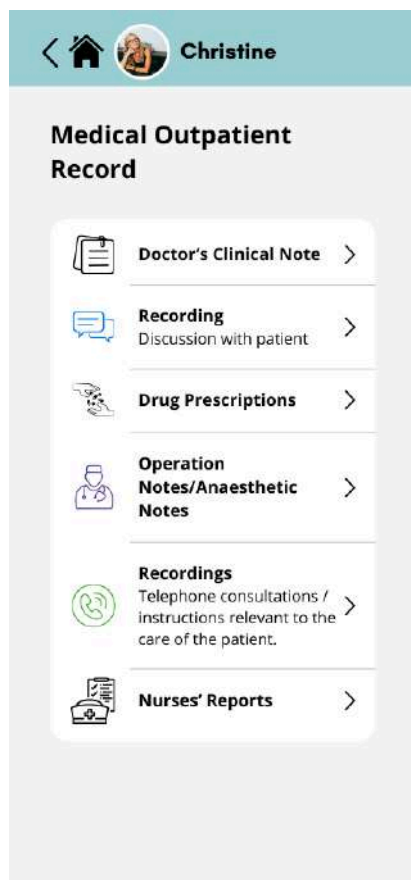 Christine
Medical Outpatient
Record
Doctor's Clinical Note
Recording
Discussion with patient
Drug Prescriptions
Operation
Notes/Anaesthetic
Notes
Recordings
Telephone consultations /
instructions relevant to the
care of the patient.
Nurses' Reports